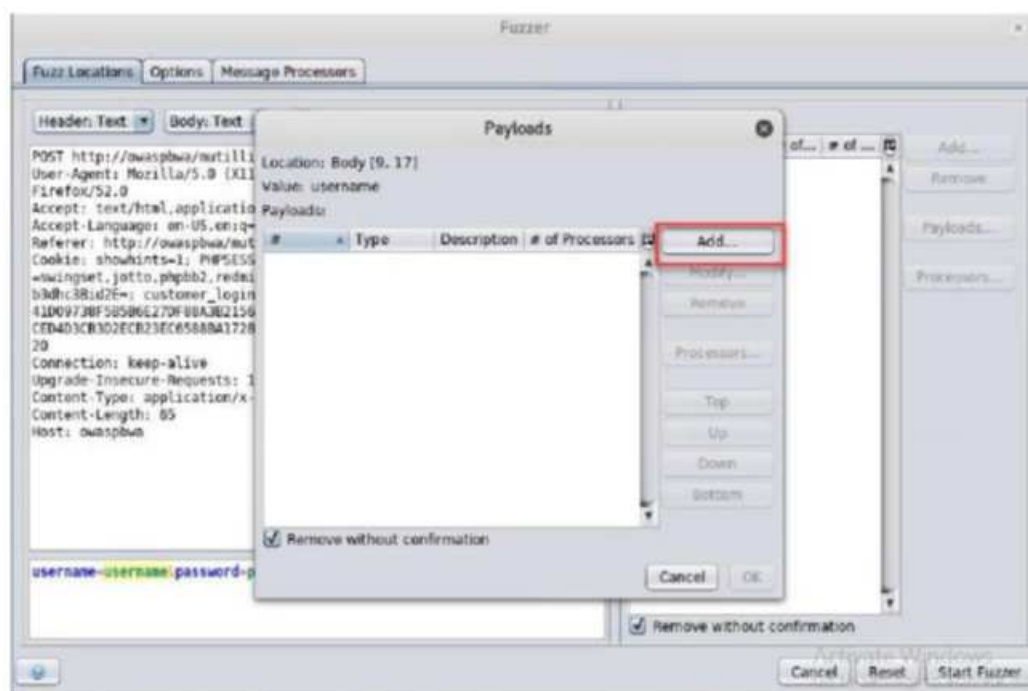 Fuzzer
Fuzz Locations Options Message Processors
Header: Text Body: Text
POST http://owaspbwa/mutilli
User-Agent: Mozilla/5.0 (X11
Firefox/52.0
Accept: text/html,applicatio
Accept-Language: en-US,en;q=
Referer: http://owaspbwa/mut
Cookie: showhints=1; PHPSESS
=swingset,jotto,phpbb2,redmi
customer_login
20
Connection: keep-alive
Upgrade-Insecure-Requests: 1
Content-Type: application/x-
Content-Length: 65
Host: owaspbwa
username=username password=p
Payloads
Location: Body [9, 17]
Value: username
Payloads:
# Type Description # of Processors
Add...
Modify...
Remove
Processors...
Top
Up
Down
Bottom
Remove without confirmation
Cancel OK
of... # of ...
Add...
Remove
Payloads...
Processors...
Remove without confirmation
Activate Windows
Cancel Reset Start Fuzzer